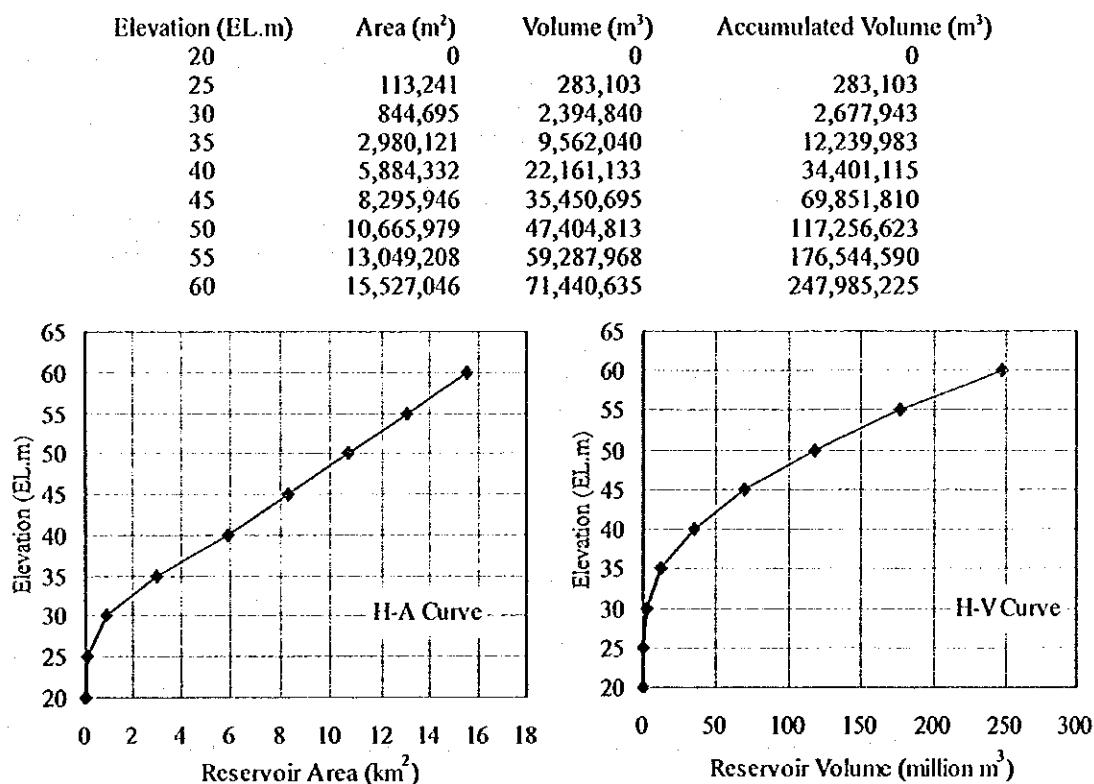 Elevation (EL.m) Area (m²) Volume (m³) Accumulated Volume (m³)
20 0 0
25 113,241 283,103 283,103
30 844,695 2,394,840 2,677,943
35 2,980,121 9,562,040 12,239,983
40 5,884,332 22,161,133 34,401,115
45 8,295,946 35,450,695 69,851,810
50 10,665,979 47,404,813 117,256,623
55 13,049,208 59,287,968 176,544,590
60 15,527,046 71,440,635 247,985,225
65
60
55
50
45
40
35
30
25
20
Elevation (EL.m)
H-A Curve
0 2 4 6 8 10 12 14 16 18
Reservoir Area (km²)
65
60
55
50
45
40
35
30
25
20
Elevation (EL.m)
H-V Curve
0 50 100 150 200 250 300
Reservoir Volume (million m³)